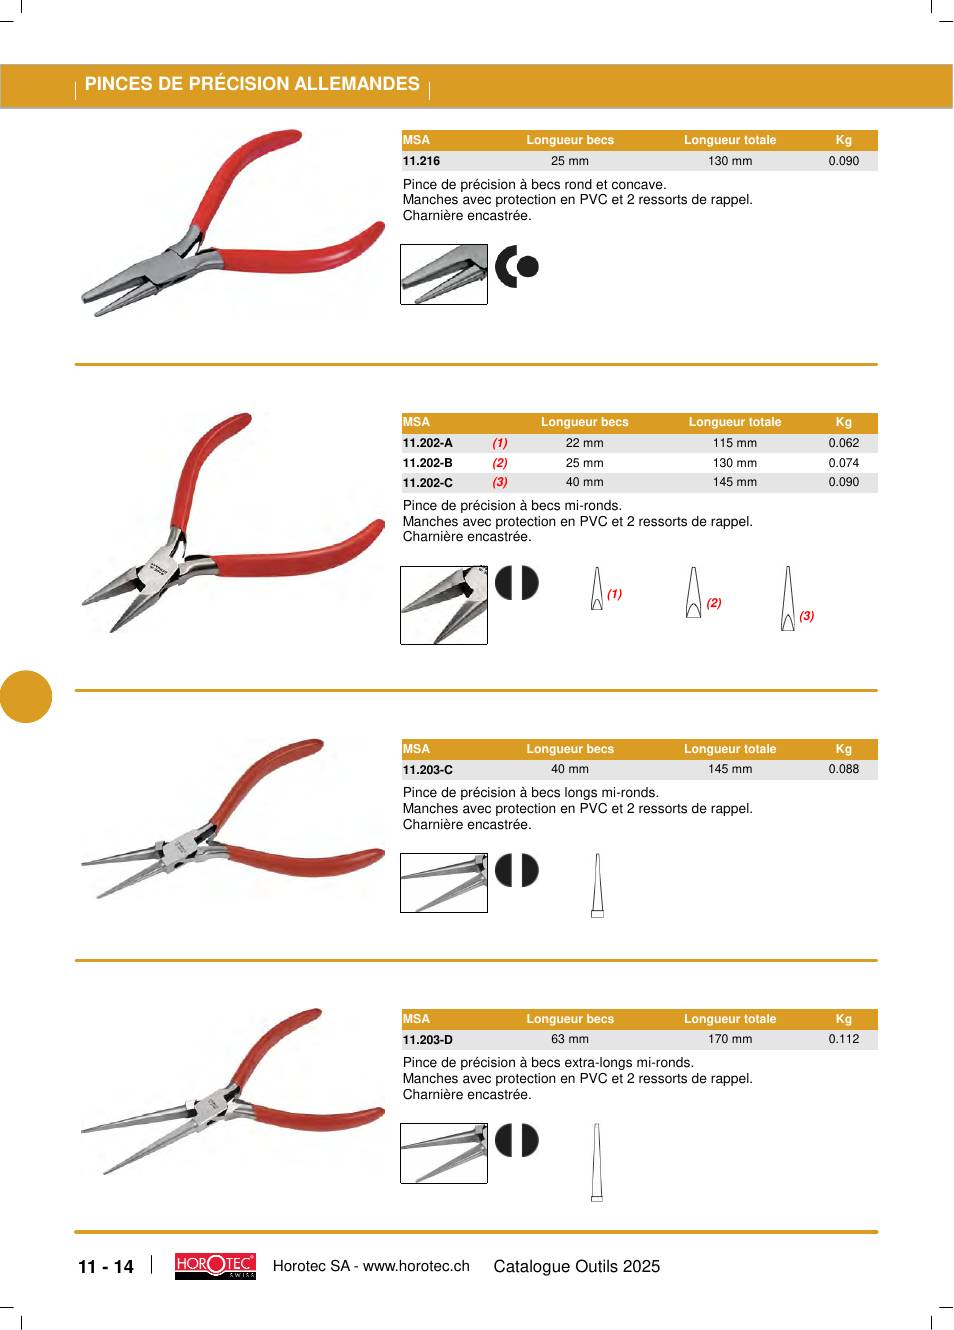 PINCES DE PRÉCISION ALLEMANDES
MSA Longueur becs Longueur totale Kg
11.216 25 mm 130 mm 0.090
Pince de précision à becs rond et concave.
Manches avec protection en PVC et 2 ressorts de rappel.
Charnière encastrée.
MSA Longueur becs Longueur totale Kg
11.202-A (1) 22 mm 115 mm 0.062
11.202-B (2) 25 mm 130 mm 0.074
11.202-C (3) 40 mm 145 mm 0.090
Pince de précision à becs mi-ronds.
Manches avec protection en PVC et 2 ressorts de rappel.
Charnière encastrée.
(1) (2) (3)
MSA Longueur becs Longueur totale Kg
11.203-C 40 mm 145 mm 0.088
Pince de précision à becs longs mi-ronds.
Manches avec protection en PVC et 2 ressorts de rappel.
Charnière encastrée.
MSA Longueur becs Longueur totale Kg
11.203-D 63 mm 170 mm 0.112
Pince de précision à becs extra-longs mi-ronds.
Manches avec protection en PVC et 2 ressorts de rappel.
Charnière encastrée.
11 - 14 HOROTEC® SWISS Horotec SA - www.horotec.ch Catalogue Outils 2025